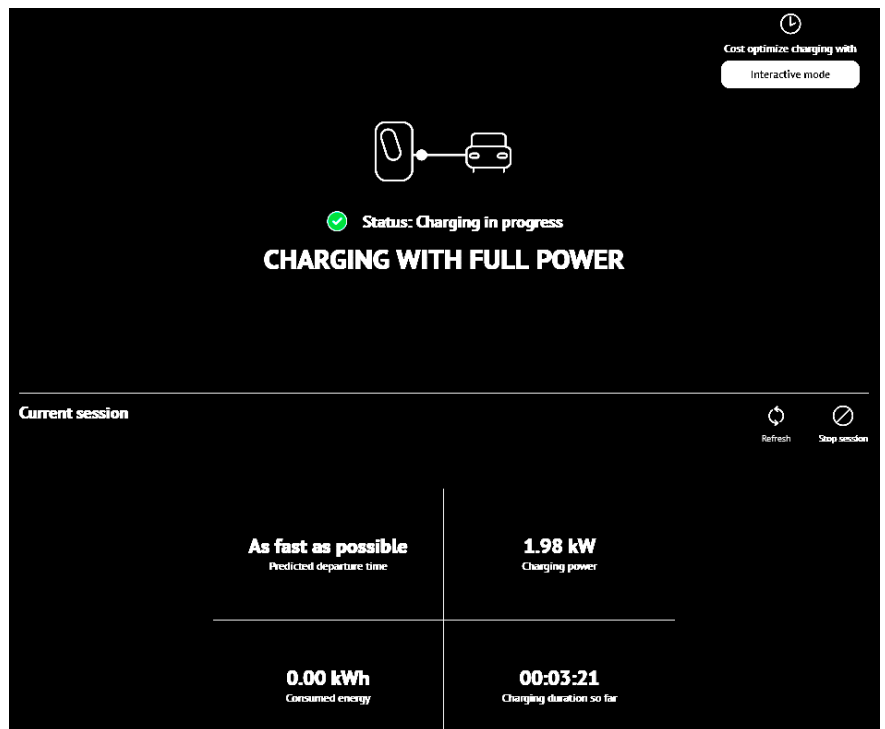 Cost optimize charging with
Interactive mode
Status: Charging in progress
CHARGING WITH FULL POWER
Current session
Refresh
Stop session
As fast as possible
Predicted departure time
1.98 kW
Charging power
0.00 kWh
Consumed energy
00:03:21
Charging duration so far